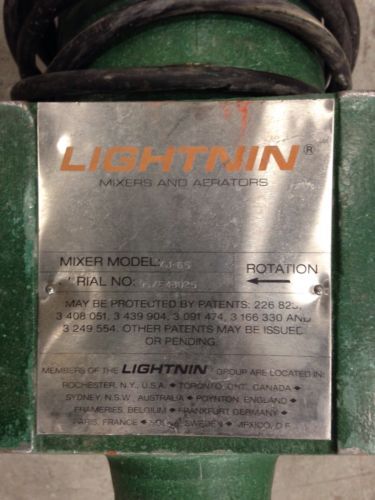 LIGHTNIN®
MIXERS AND AERATORS
MIXER MODEL:
ROTATION
RIAL NO.
MAY BE PROTECTED BY PATENTS: 226 823
3 408 051, 3 439 904, 3 091 474, 3 166 330 AND
3 249 554. OTHER PATENTS MAY BE ISSUED
OR PENDING.
MEMBERS OF THE LIGHTNIN® GROUP ARE LOCATED IN:
ROCHESTER, N.Y., U.S.A. ◆ TORONTO, ONT., CANADA ◆
SYDNEY, N.S.W., AUSTRALIA ◆ POYNTON, ENGLAND ◆
FRAMERIES, BELGIUM ◆ FRANKFURT, GERMANY ◆
PARIS, FRANCE ◆ SWEDEN ◆ MEXICO, D.F.